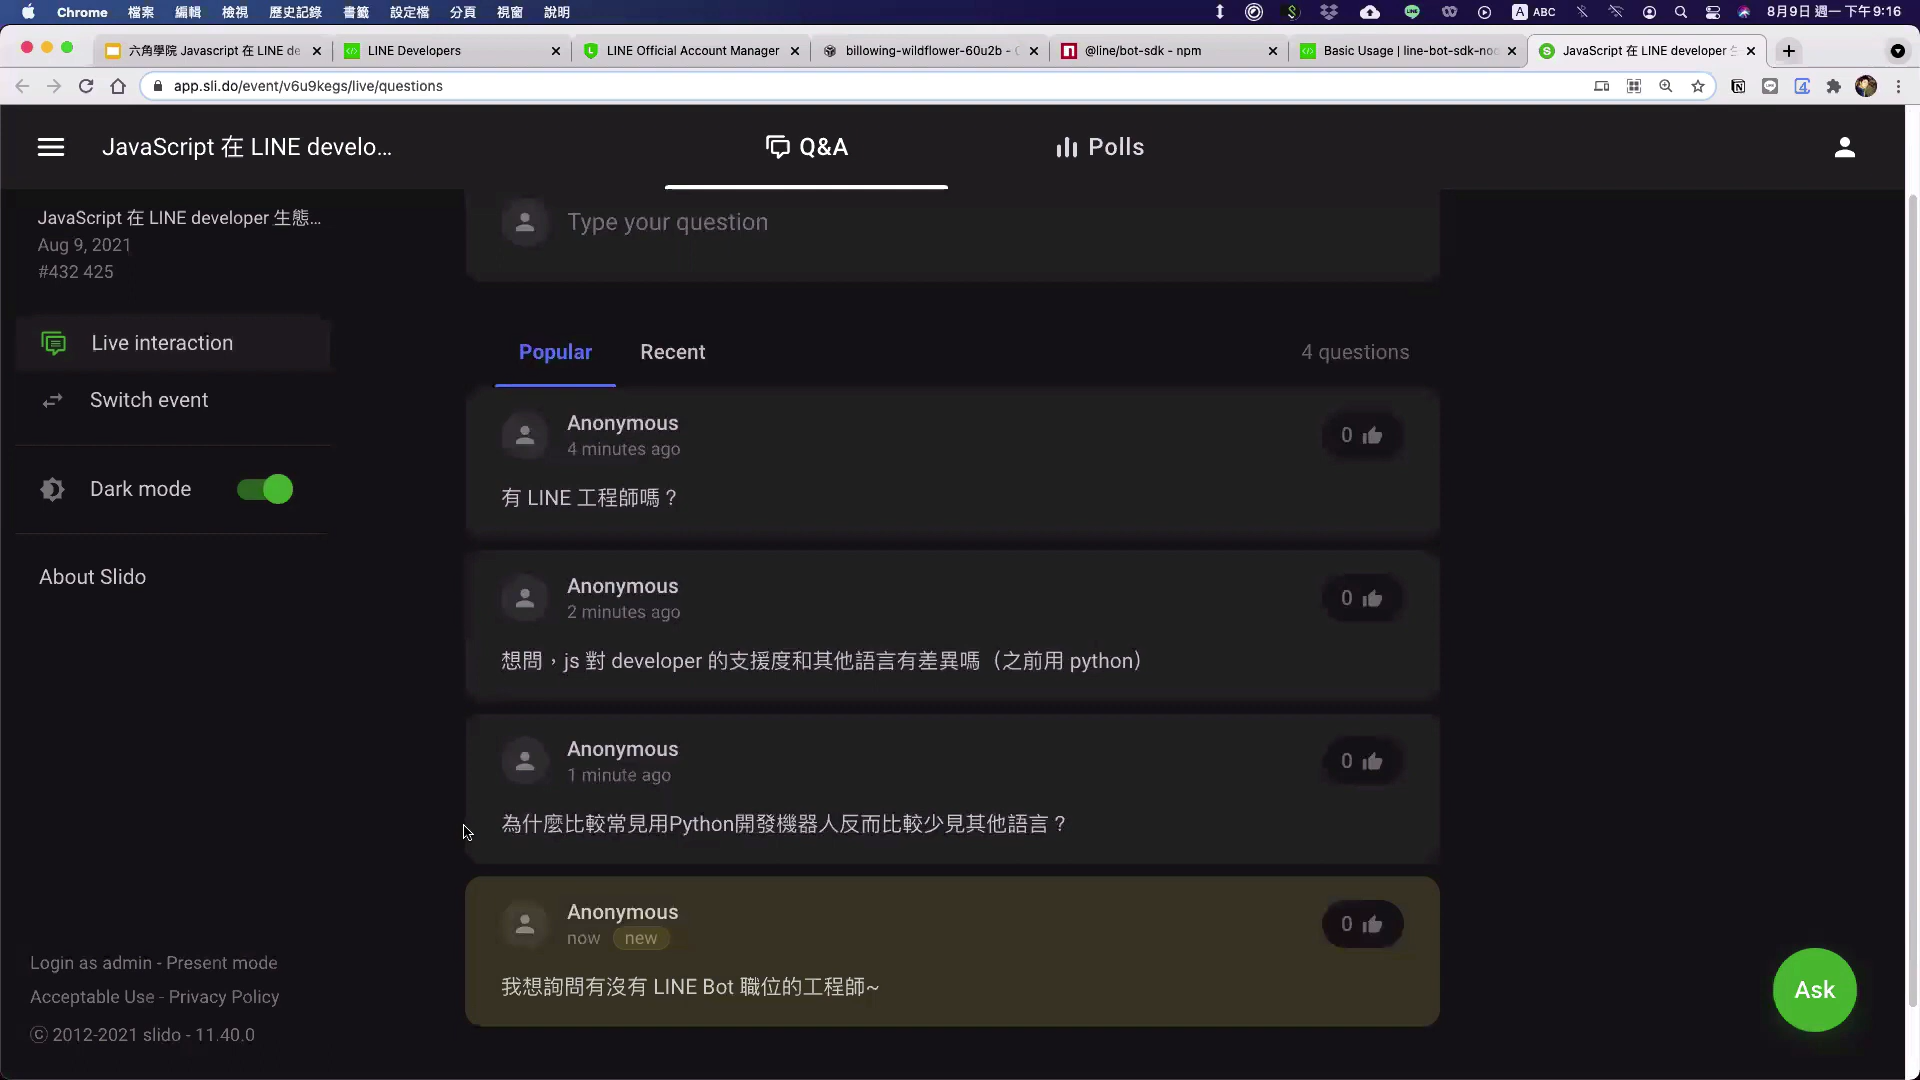 Chrome 檔案 編輯 檢視 歷史記錄 書籤 設定檔 分頁 視窗 說明 A ABC 8月9日 週一 下午9:16
六角學院 Javascript 在 LINE de LINE Developers LINE Official Account Manager billowing-wildflower-60u2b - @line/bot-sdk - npm Basic Usage | line-bot-sdk-no JavaScript 在 LINE developer
app.sli.do/event/v6u9kegs/live/questions
JavaScript 在 LINE develo... Q&A Polls
JavaScript 在 LINE developer 生態...
Aug 9, 2021
#432 425
Live interaction
Switch event
Dark mode
About Slido
Login as admin - Present mode
Acceptable Use - Privacy Policy
© 2012-2021 slido - 11.40.0
Type your question
Popular Recent 4 questions
Anonymous
4 minutes ago
0
有 LINE 工程師嗎？
Anonymous
2 minutes ago
0
想問，js 對 developer 的支援度和其他語言有差異嗎（之前用 python）
Anonymous
1 minute ago
0
為什麼比較常見用Python開發機器人反而比較少見其他語言？
Anonymous
now new
0
我想詢問有沒有 LINE Bot 職位的工程師~
Ask